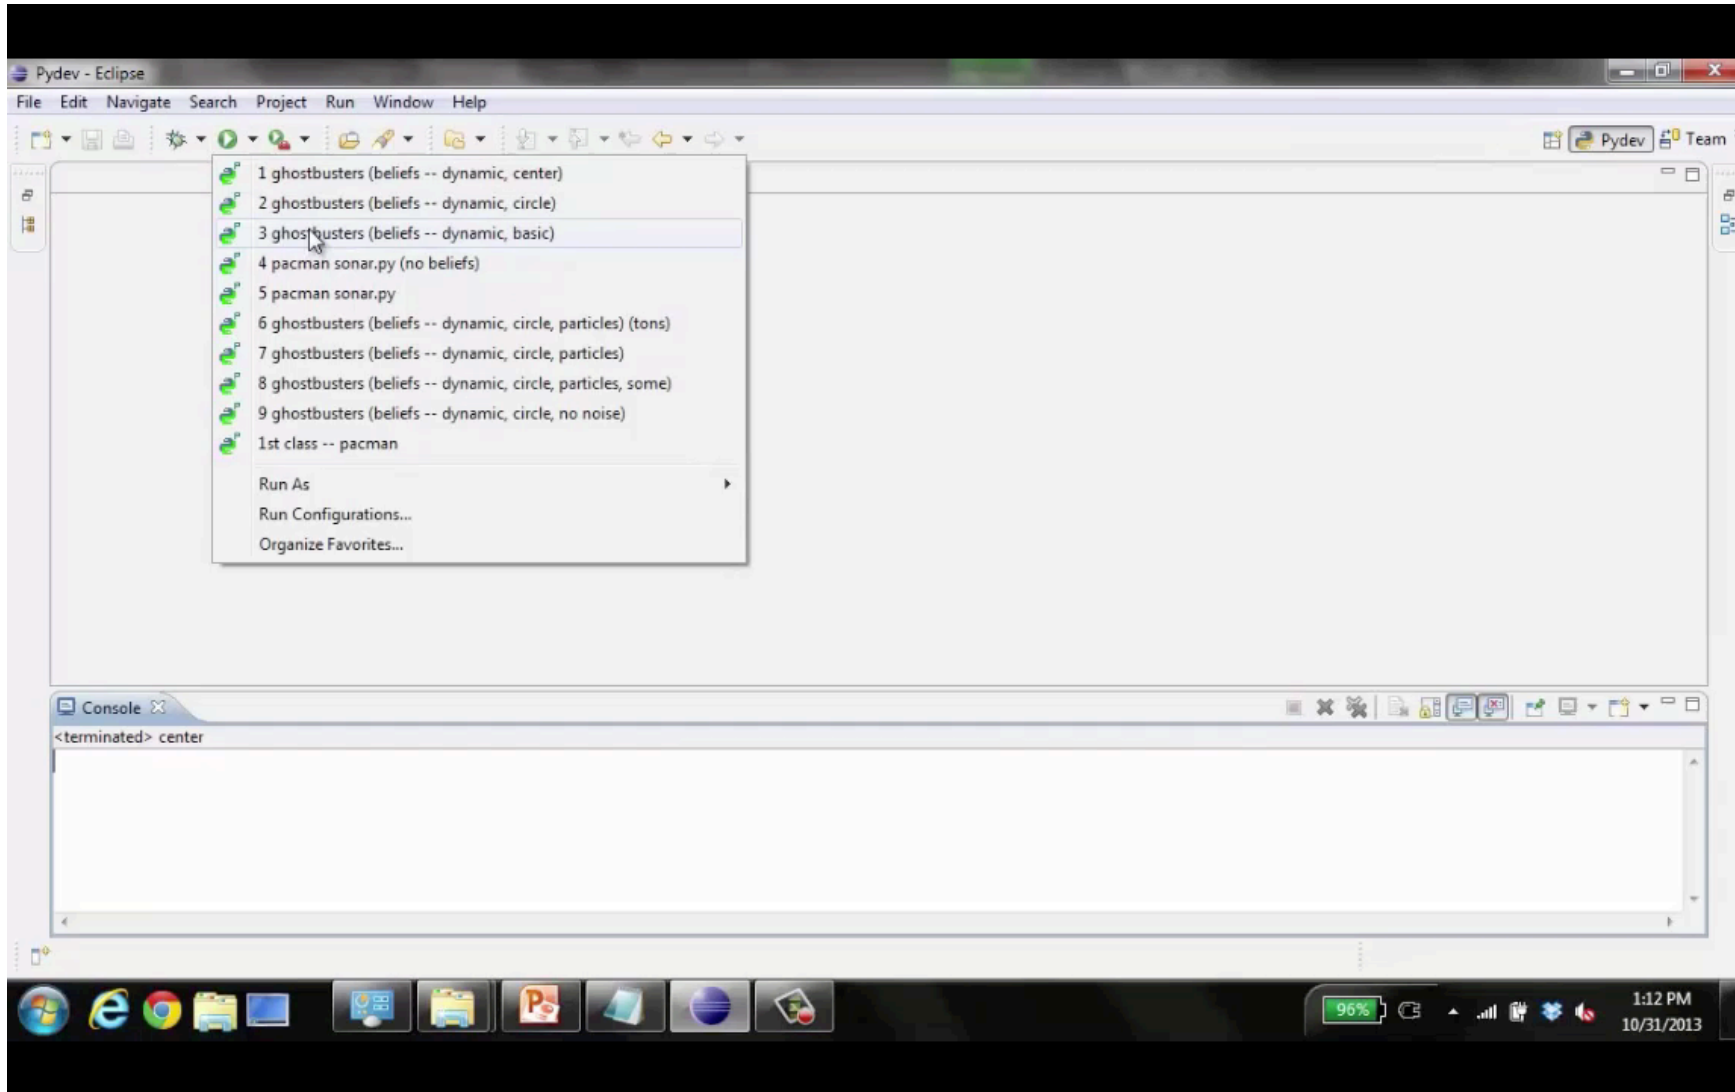 Pydev - Eclipse
File Edit Navigate Search Project Run Window Help
Pydev Team
1 ghostbusters (beliefs -- dynamic, center)
2 ghostbusters (beliefs -- dynamic, circle)
3 ghostbusters (beliefs -- dynamic, basic)
4 pacman sonar.py (no beliefs)
5 pacman sonar.py
6 ghostbusters (beliefs -- dynamic, circle, particles) (tons)
7 ghostbusters (beliefs -- dynamic, circle, particles)
8 ghostbusters (beliefs -- dynamic, circle, particles, some)
9 ghostbusters (beliefs -- dynamic, circle, no noise)
1st class -- pacman
Run As
Run Configurations...
Organize Favorites...
Console
<terminated> center
96%
1:12 PM
10/31/2013